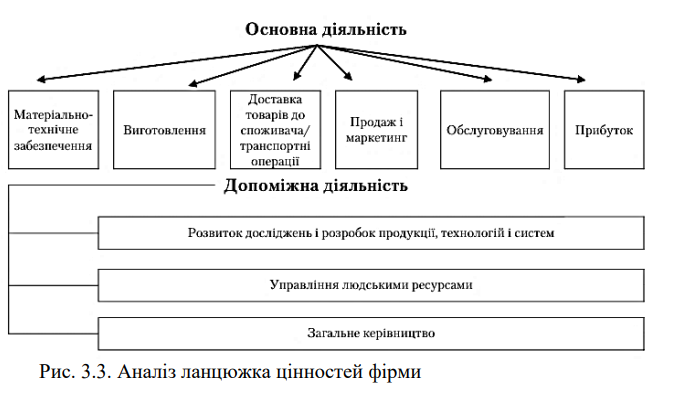 Основна діяльність
Матеріально-
технічне
забезпечення
Виготовлення
Доставка
товарів до
споживача/
транспортні
операції
Продаж і
маркетинг
Обслуговування
Прибуток
Допоміжна діяльність
Розвиток досліджень і розробок продукції, технологій і систем
Управління людськими ресурсами
Загальне керівництво
Рис. 3.3. Аналіз ланцюжка цінностей фірми